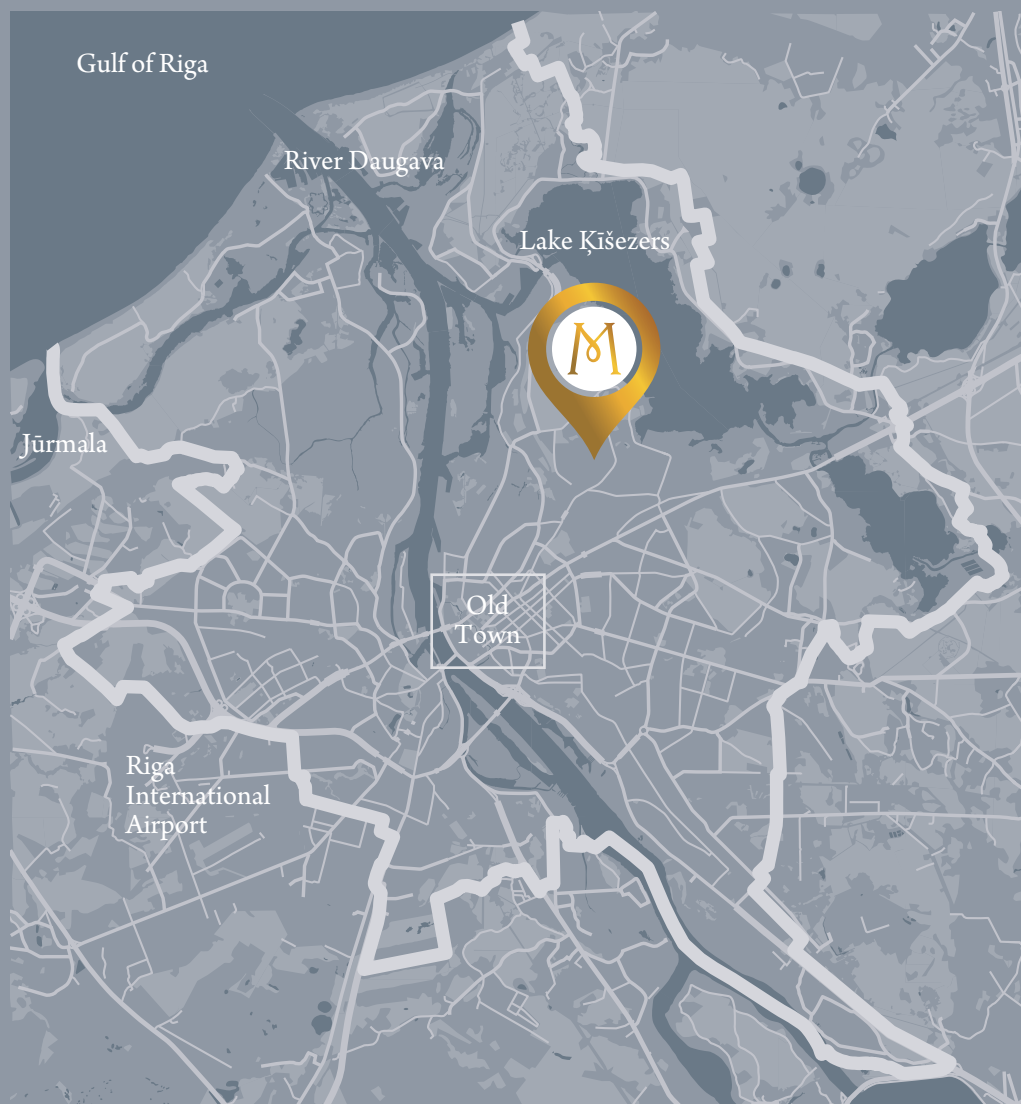 Gulf of Riga
River Daugava
Lake Ķīšezers
M
Jūrmala
Old
Town
Riga
International
Airport